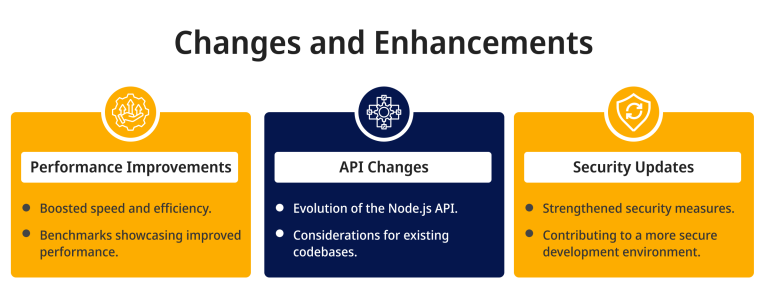 Changes and Enhancements
Performance Improvements
Boosted speed and efficiency.
Benchmarks showcasing improved
performance.
API Changes
Evolution of the Node.js API.
Considerations for existing
codebases.
Security Updates
Strengthened security measures.
Contributing to a more secure
development environment.